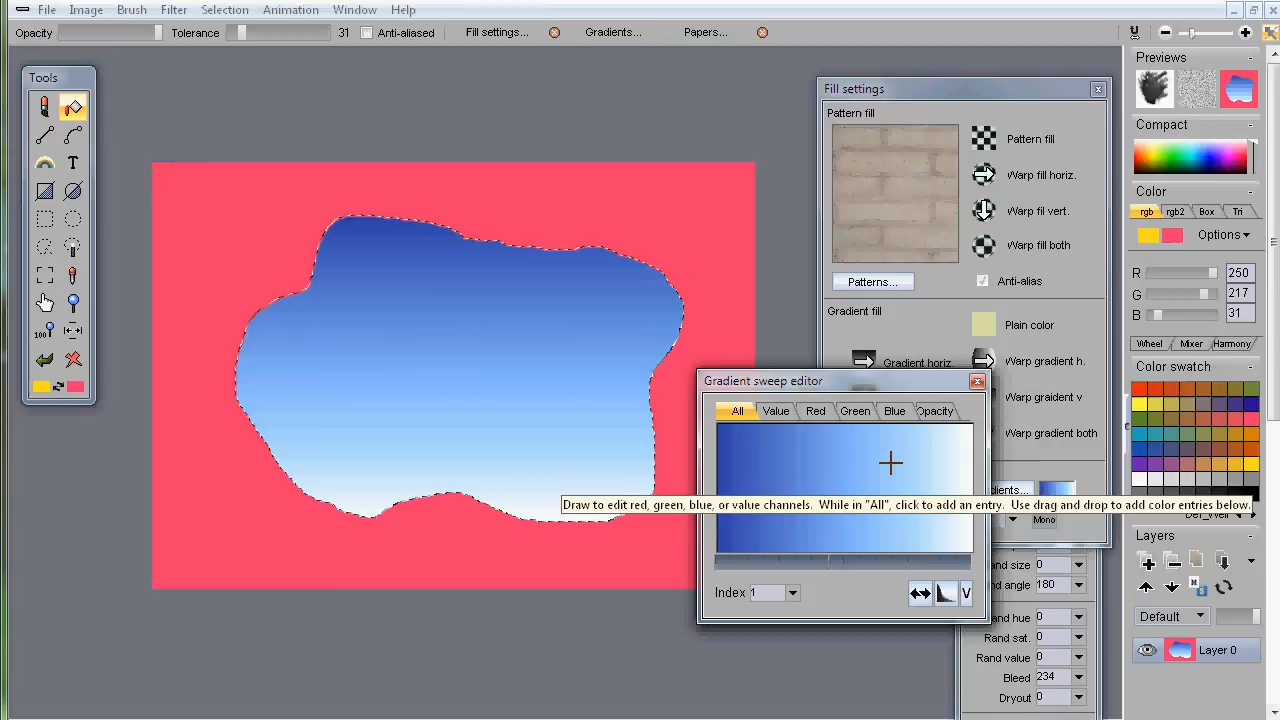 File Image Brush Filter Selection Animation Window Help
Opacity Tolerance 31 Anti-aliased Fill settings... Gradients... Papers...
Tools
T
100%
Fill settings
Pattern fill
Pattern fill
Warp fill horiz.
Warp fil vert.
Warp fill both
Patterns...
Anti-alias
Gradient fill
Plain color
Gradient horiz.
Warp gradient h.
Warp graident v
Warp gradient both
Mono
Gradient sweep editor
All Value Red Green Blue Opacity
Draw to edit red, green, blue, or value channels. While in "All", click to add an entry. Use drag and drop to add color entries below.
Index 1
V
nd size 0
nd angle 180
and hue 0
Rand sat. 0
Rand value 0
Bleed 234
Dryout 0
Previews
Compact
Color
rgb rgb2 Box Tri
Options
R 250
G 217
B 31
Wheel Mixer Harmony
Color swatch
Layers
Default
Layer 0